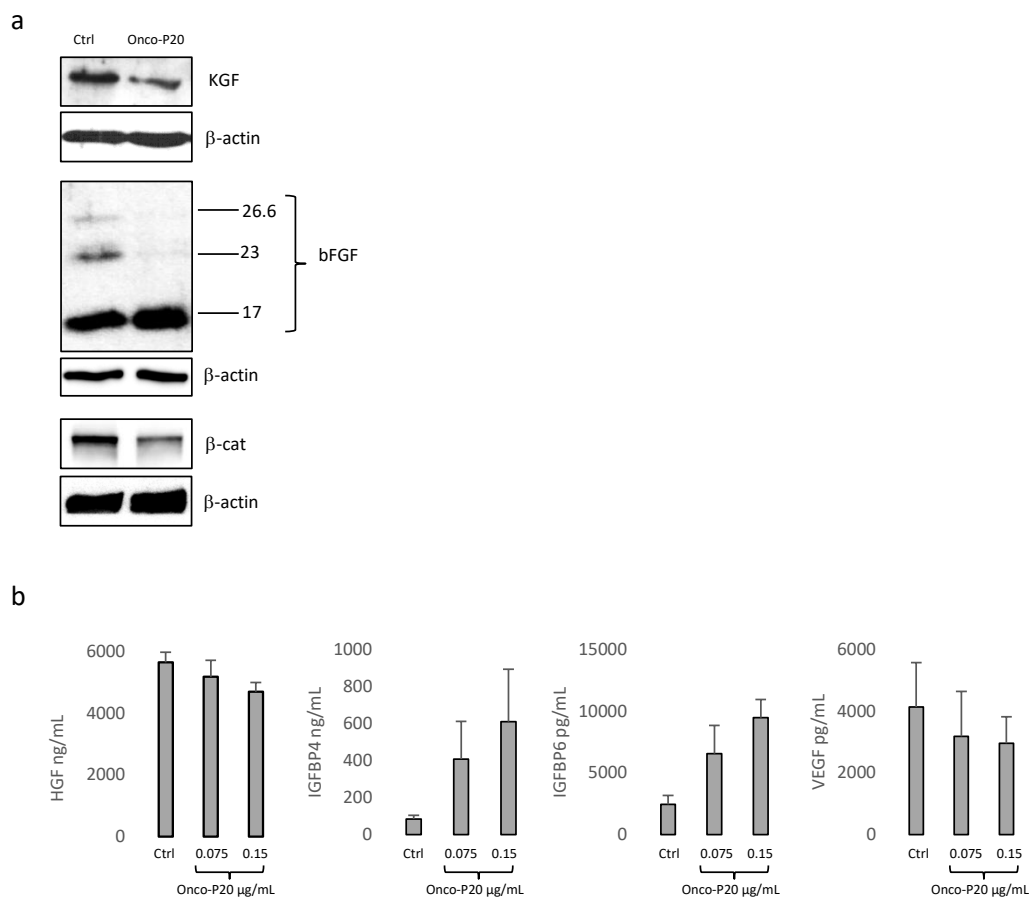 a
Ctrl Onco-P20
KGF
β-actin
26.6
23
bFGF
17
β-actin
β-cat
β-actin
b
HGF ng/mL
6000
4000
2000
0
Ctrl 0.075 0.15
Onco-P20 µg/mL
IGFBP4 ng/mL
1000
800
600
400
200
0
Ctrl 0.075 0.15
Onco-P20 µg/mL
IGFBP6 pg/mL
15000
10000
5000
0
Ctrl 0.075 0.15
Onco-P20 µg/mL
VEGF pg/mL
6000
4000
2000
0
Ctrl 0.075 0.15
Onco-P20 µg/mL